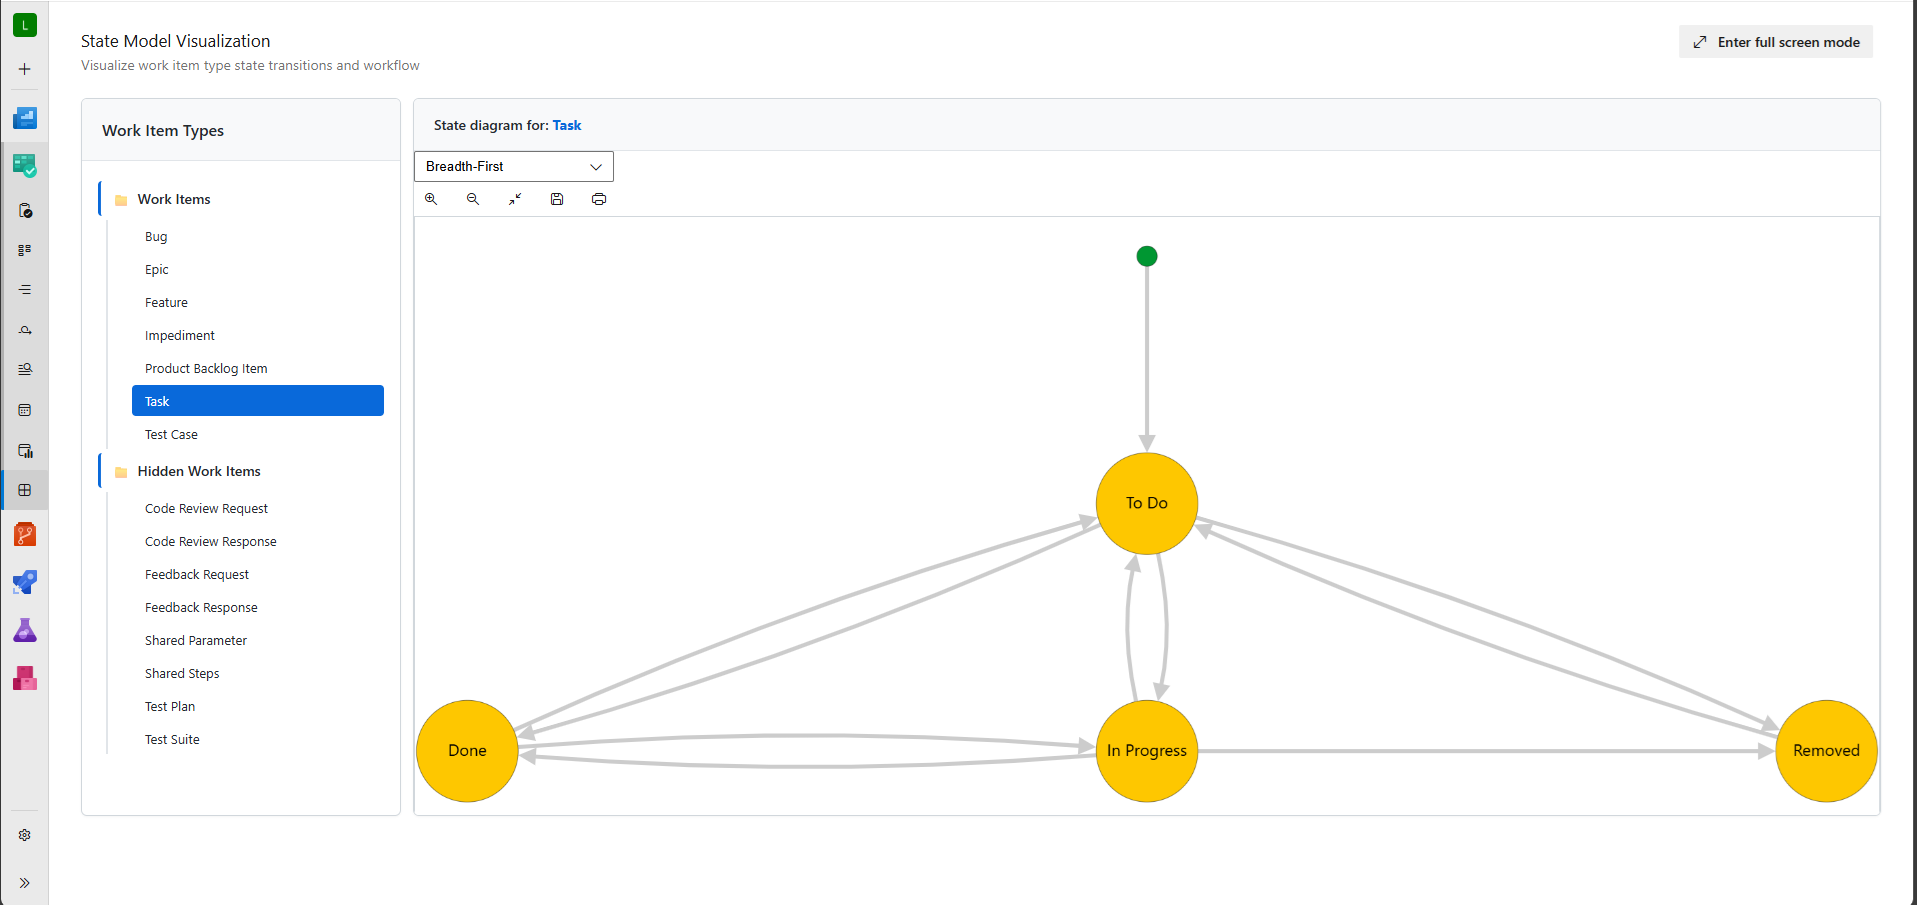 L
State Model Visualization
Visualize work item type state transitions and workflow
Enter full screen mode
Work Item Types
Work Items
Bug
Epic
Feature
Impediment
Product Backlog Item
Task
Test Case
Hidden Work Items
Code Review Request
Code Review Response
Feedback Request
Feedback Response
Shared Parameter
Shared Steps
Test Plan
Test Suite
State diagram for: Task
Breadth-First
To Do
Done
In Progress
Removed